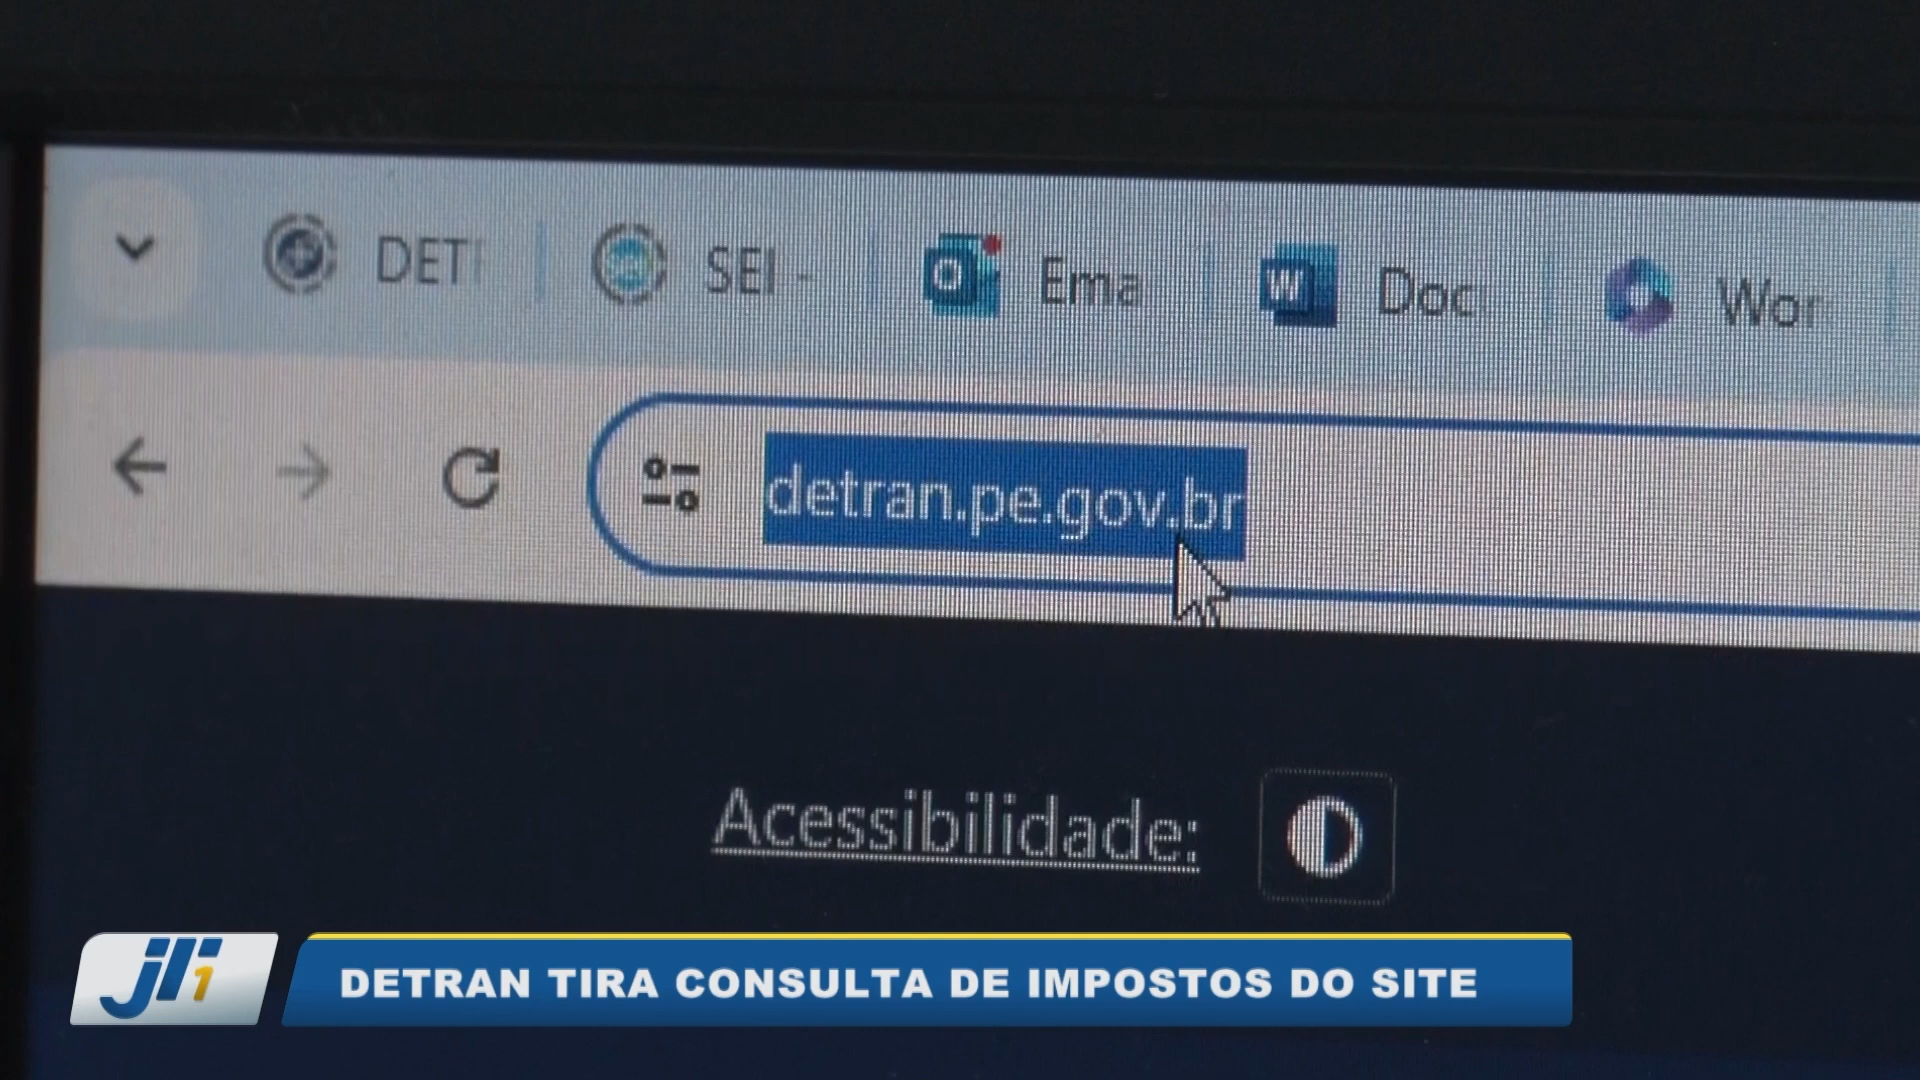 DET
SEI -
Ema
Doc
Wor
detran.pe.gov.br
Acessibilidade:
DETRAN TIRA CONSULTA DE IMPOSTOS DO SITE